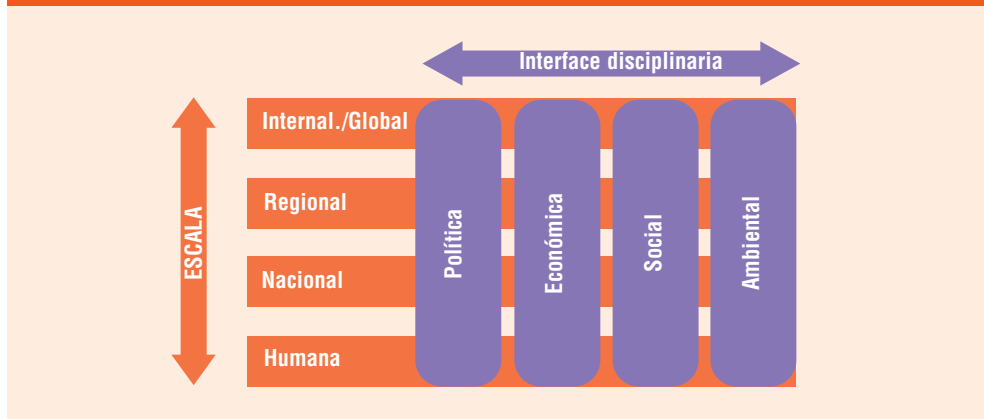 Interface disciplinaria
ESCALA
Internal./Global
Regional
Nacional
Humana
Política
Económica
Social
Ambiental